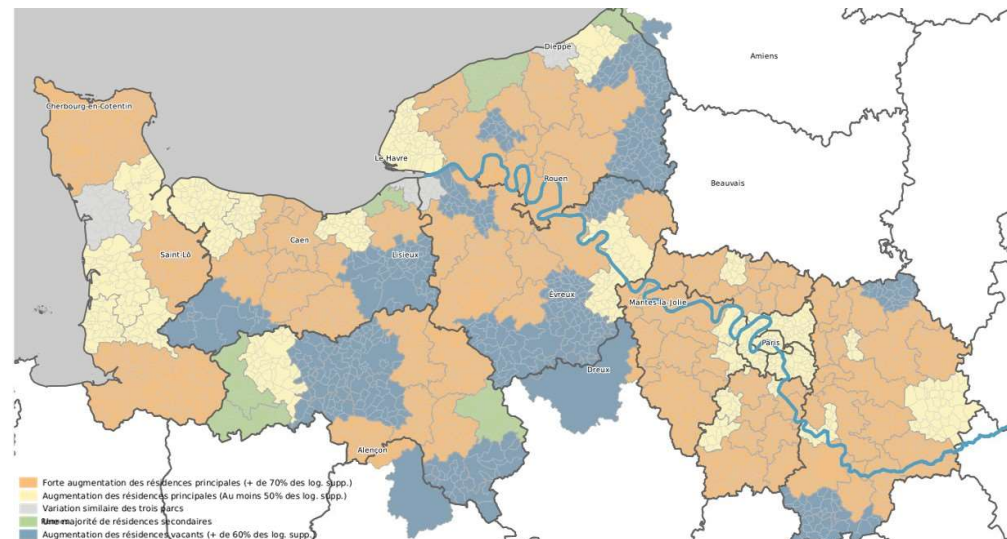 Dieppe
Amiens
Cherbourg-en-Cotentin
Le Havre
Rouen
Beauvais
Caen
Saint-Lô
Lisieux
Évreux
Mantes-la-Jolie
Paris
Dreux
Alençon
Forte augmentation des résidences principales (+ de 70% des log. supp.)
Augmentation des résidences principales (Au moins 50% des log. supp.)
Variation similaire des trois parcs
Une majorité de résidences secondaires
Augmentation des résidences vacants (+ de 60% des log. supp.)